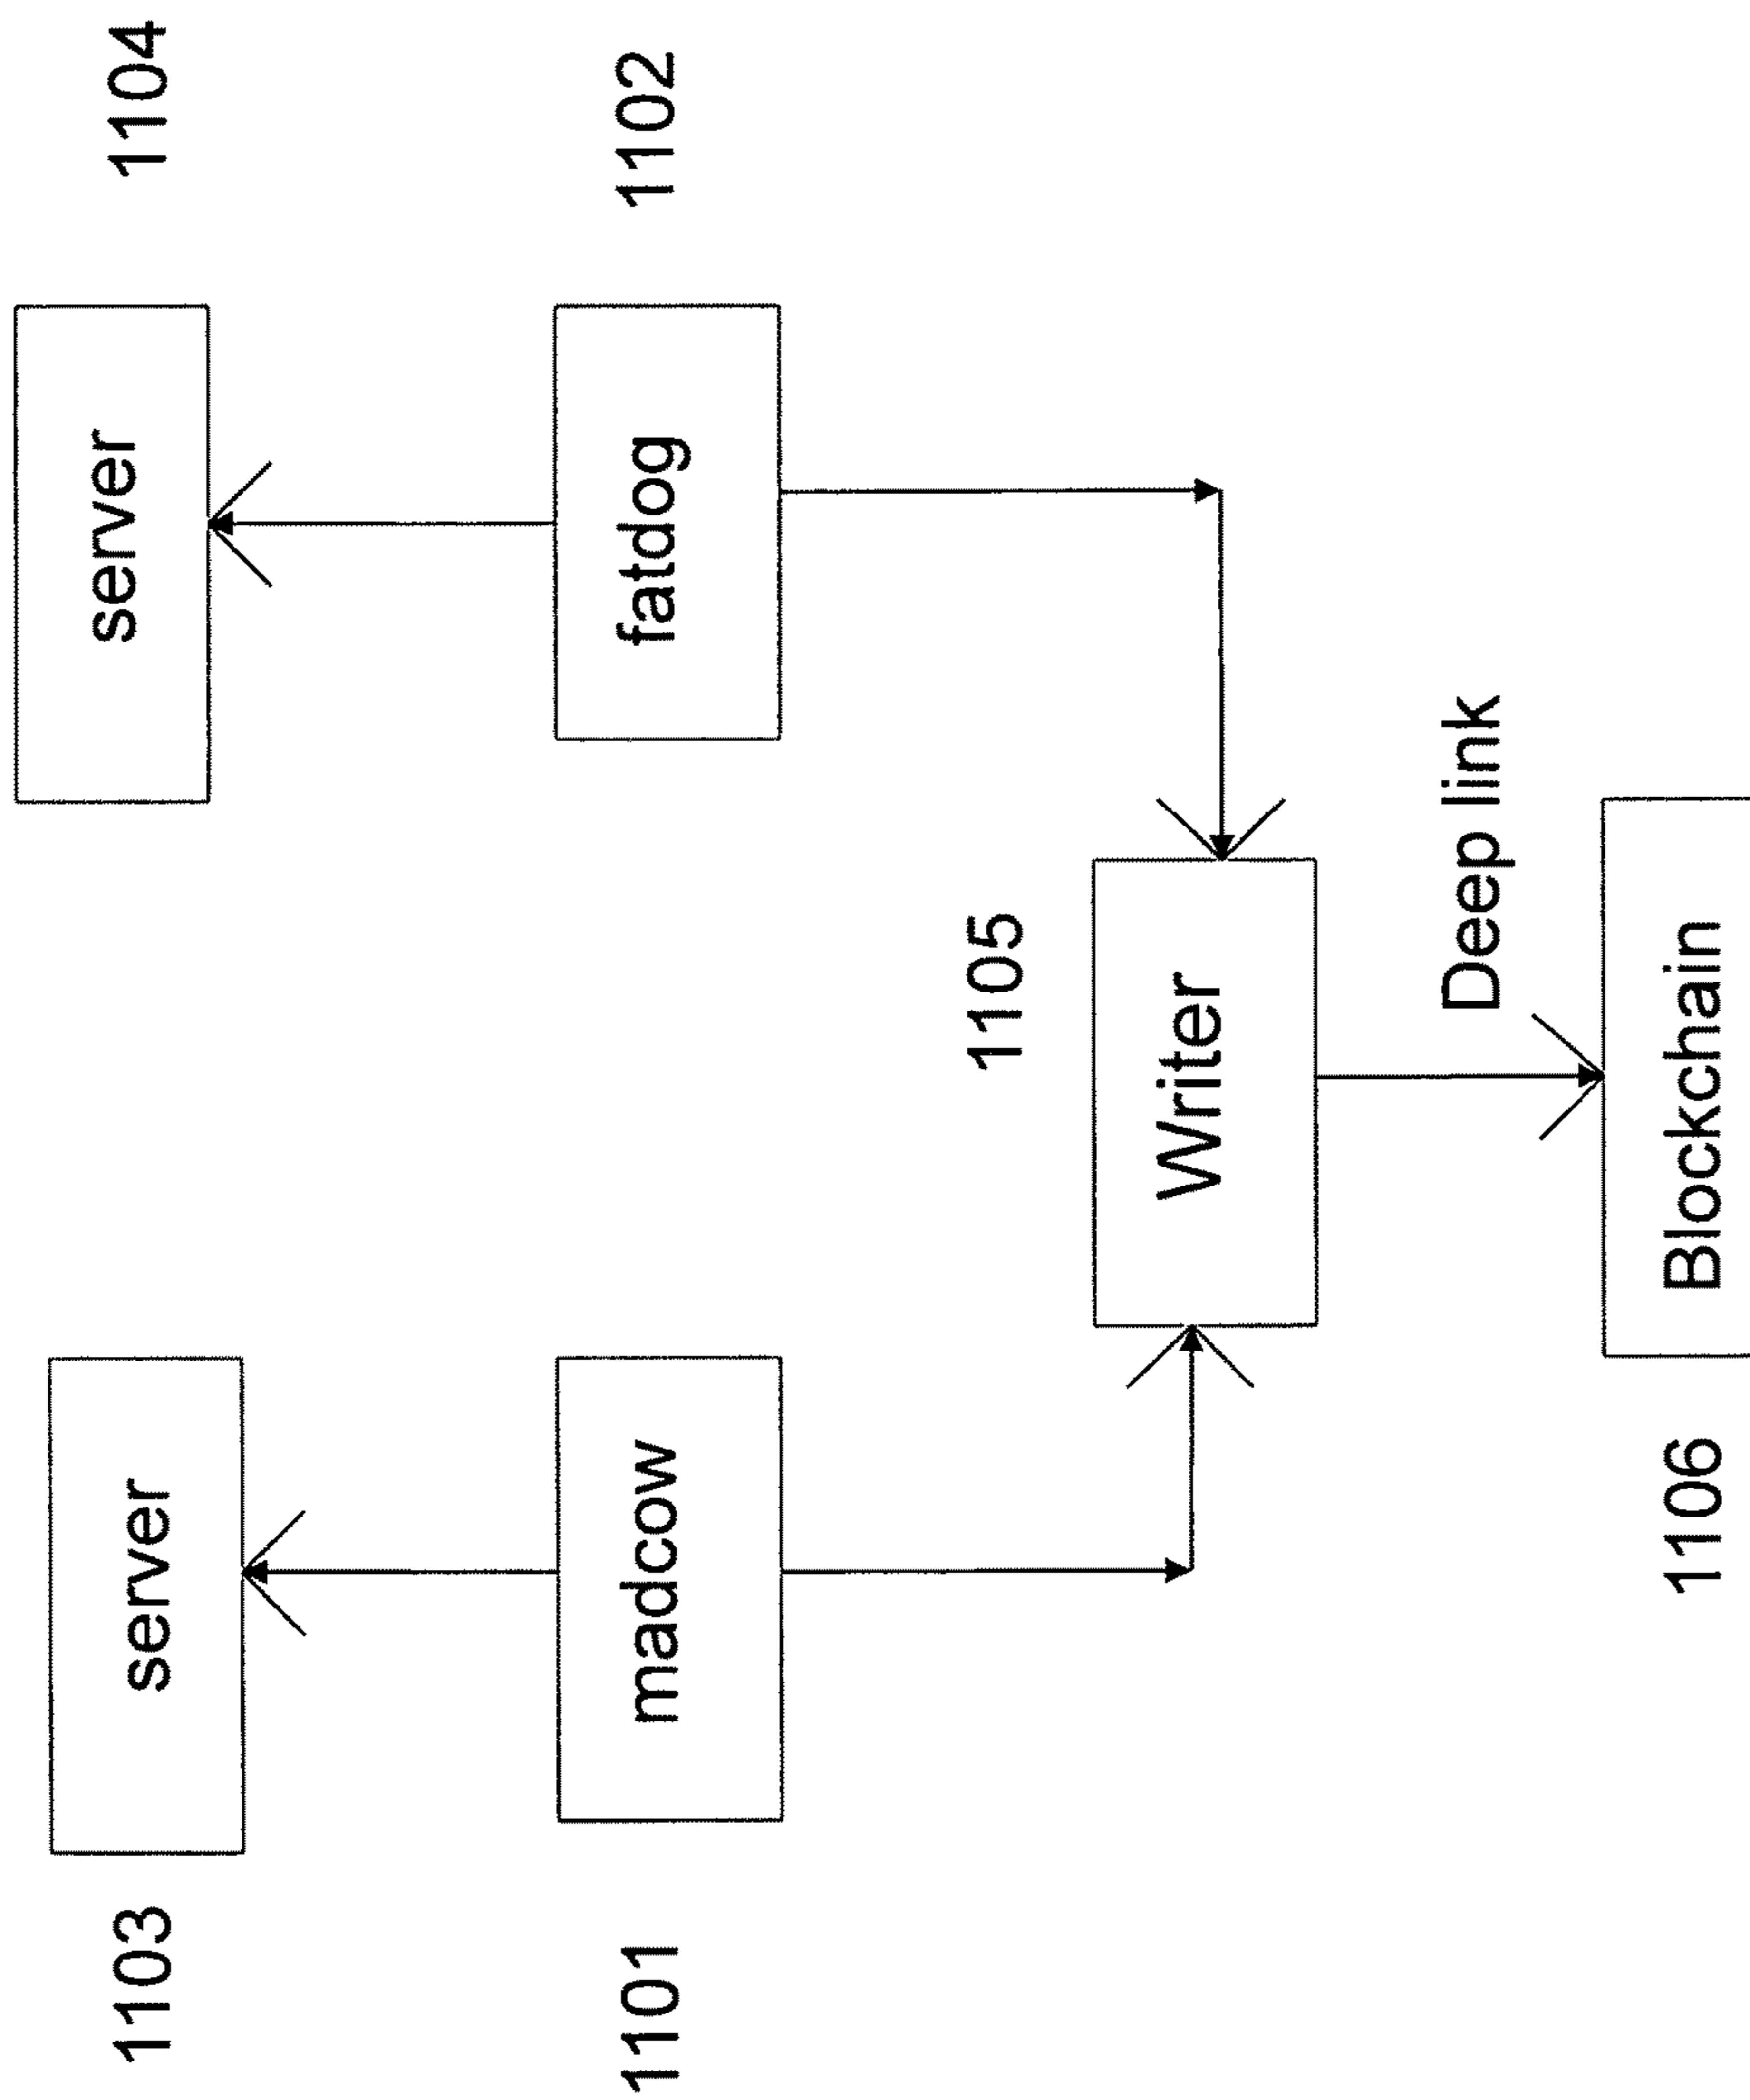 1103
server
server
1104
1101
madcow
fatdog
1102
1105
Writer
Deep link
1106
Blockchain